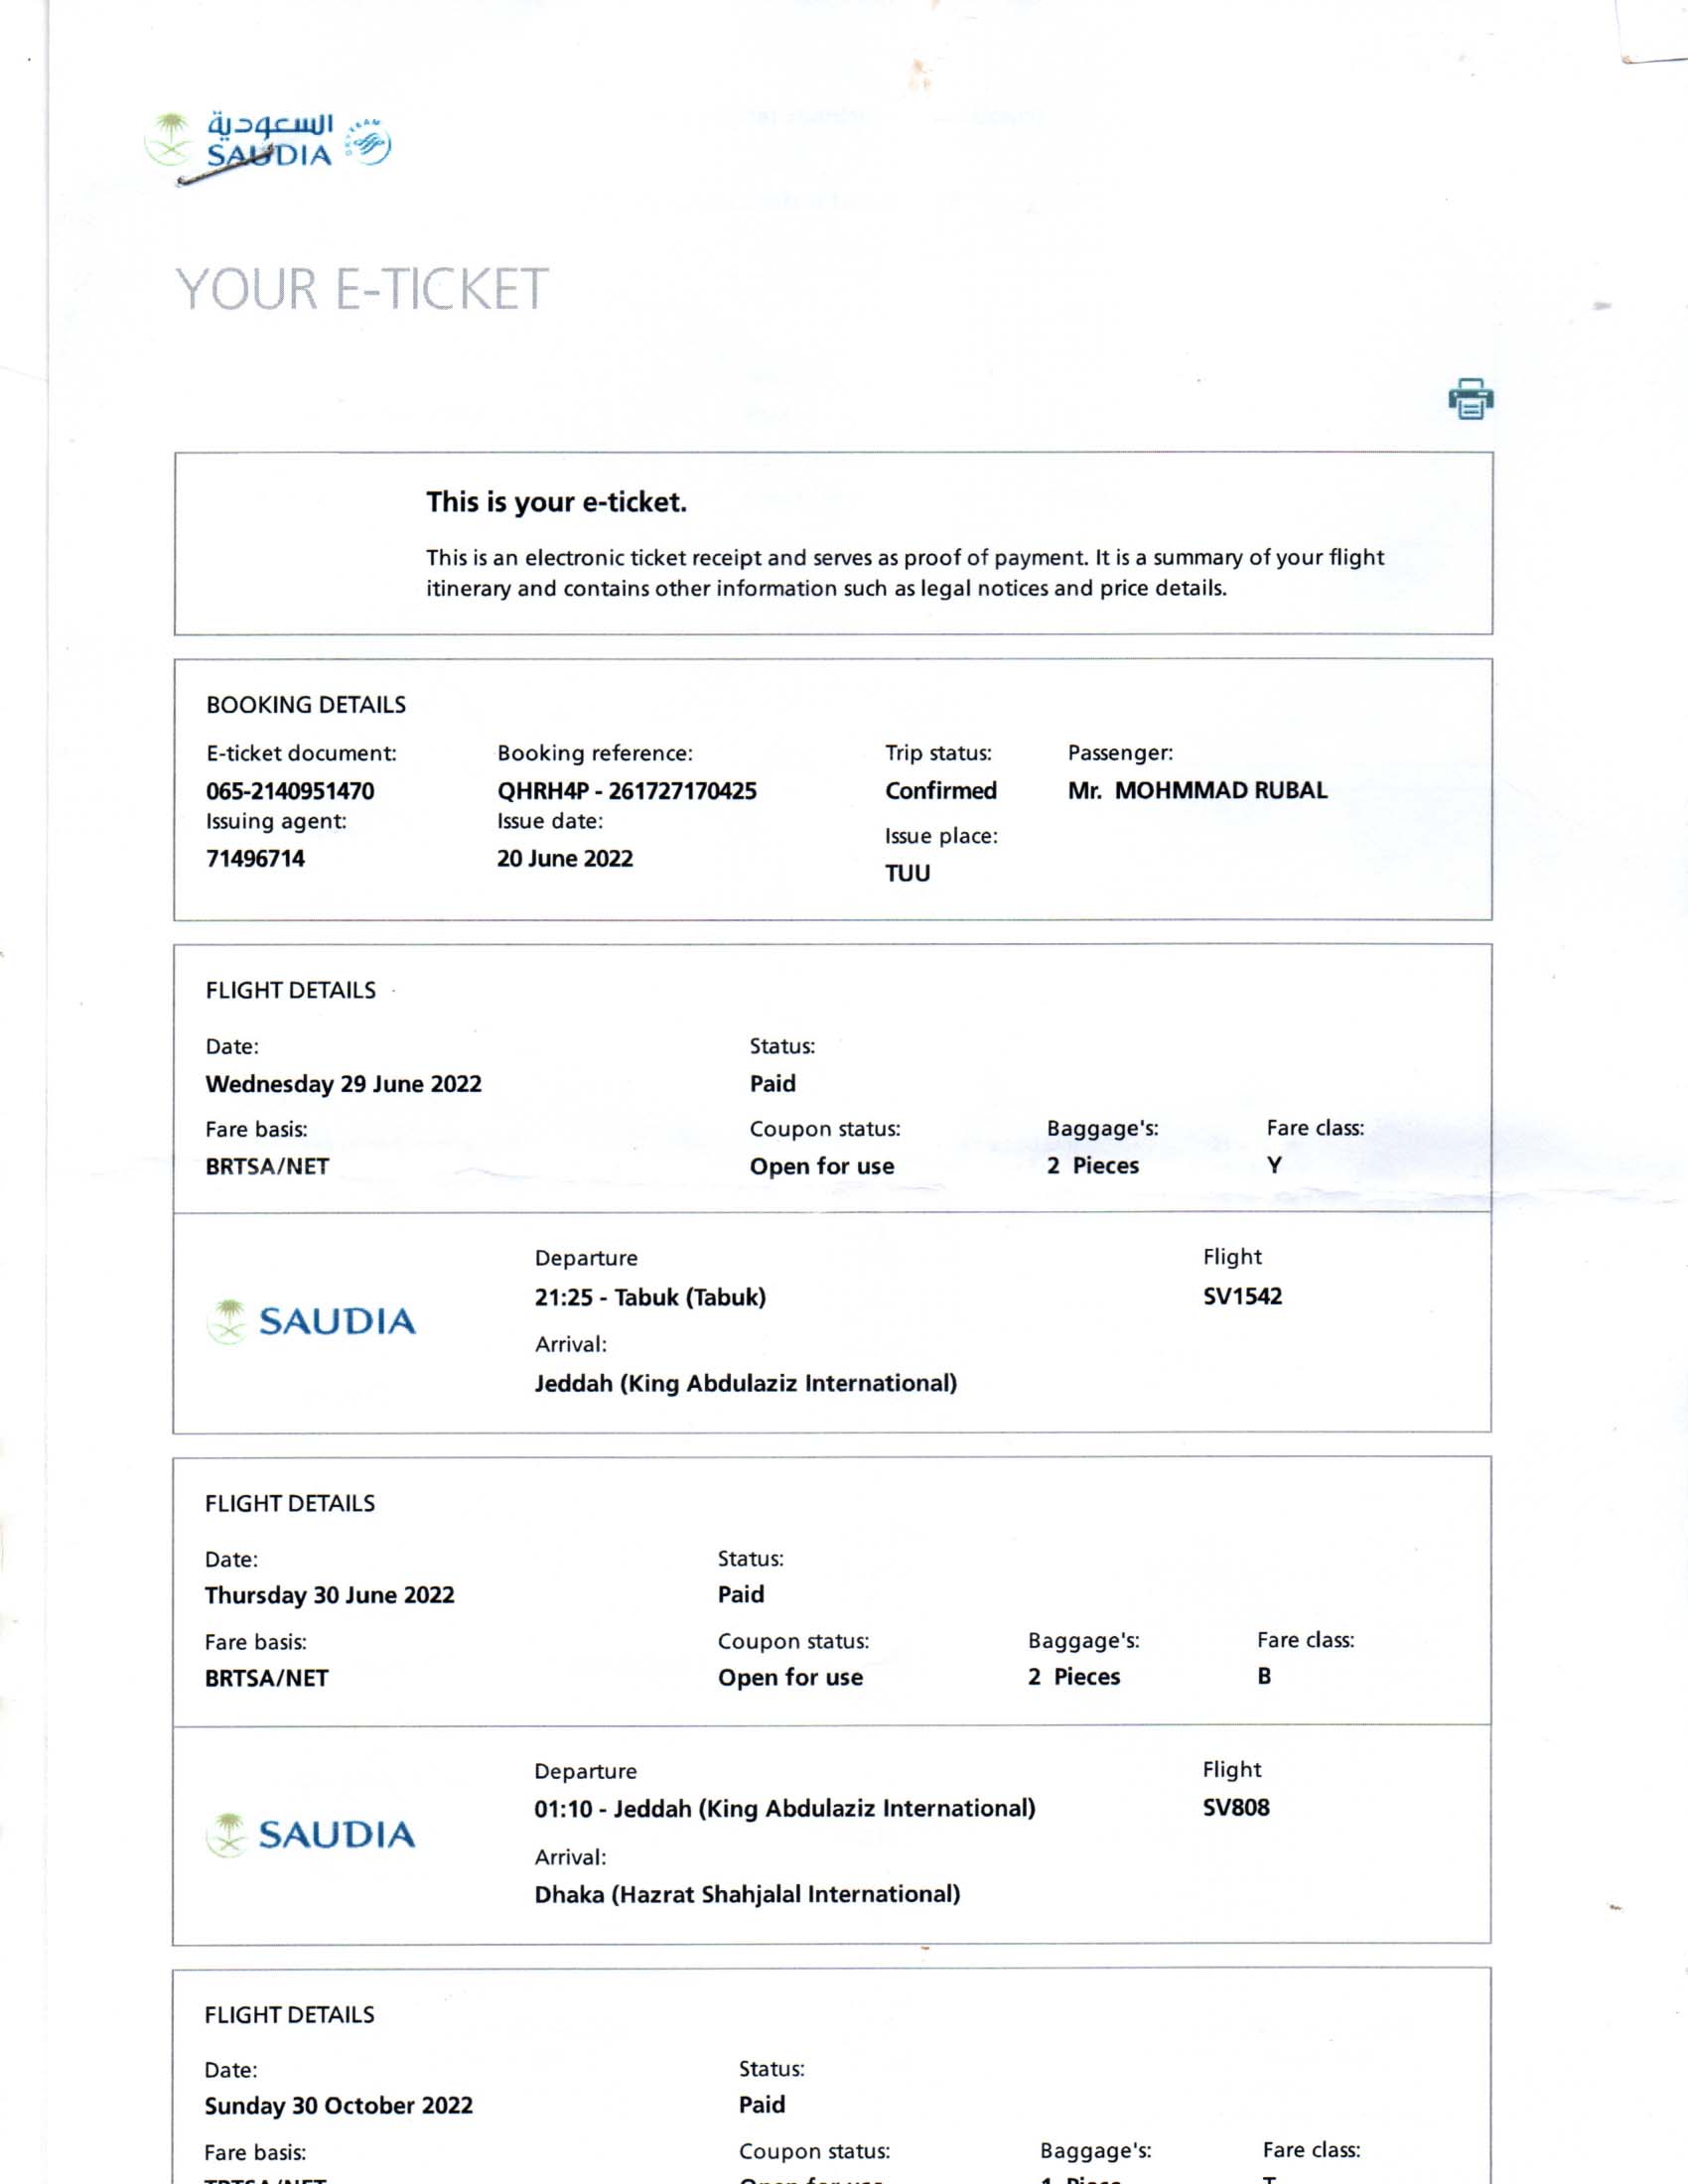 السعودية
SAUDIA
SKYTEAM
YOUR E-TICKET
This is your e-ticket.
This is an electronic ticket receipt and serves as proof of payment. It is a summary of your flight
itinerary and contains other information such as legal notices and price details.
BOOKING DETAILS
E-ticket document: Booking reference: Trip status: Passenger:
065-2140951470 QHRH4P - 261727170425 Confirmed Mr. MOHMMAD RUBAL
Issuing agent: Issue date: Issue place:
71496714 20 June 2022 TUU
FLIGHT DETAILS
Date: Status:
Wednesday 29 June 2022 Paid
Fare basis: Coupon status: Baggage's: Fare class:
BRTSA/NET Open for use 2 Pieces Y
Departure Flight
21:25 - Tabuk (Tabuk) SV1542
SAUDIA
Arrival:
Jeddah (King Abdulaziz International)
FLIGHT DETAILS
Date: Status:
Thursday 30 June 2022 Paid
Fare basis: Coupon status: Baggage's: Fare class:
BRTSA/NET Open for use 2 Pieces B
Departure Flight
01:10 - Jeddah (King Abdulaziz International) SV808
SAUDIA
Arrival:
Dhaka (Hazrat Shahjalal International)
FLIGHT DETAILS
Date: Status:
Sunday 30 October 2022 Paid
Fare basis: Coupon status: Baggage's: Fare class: